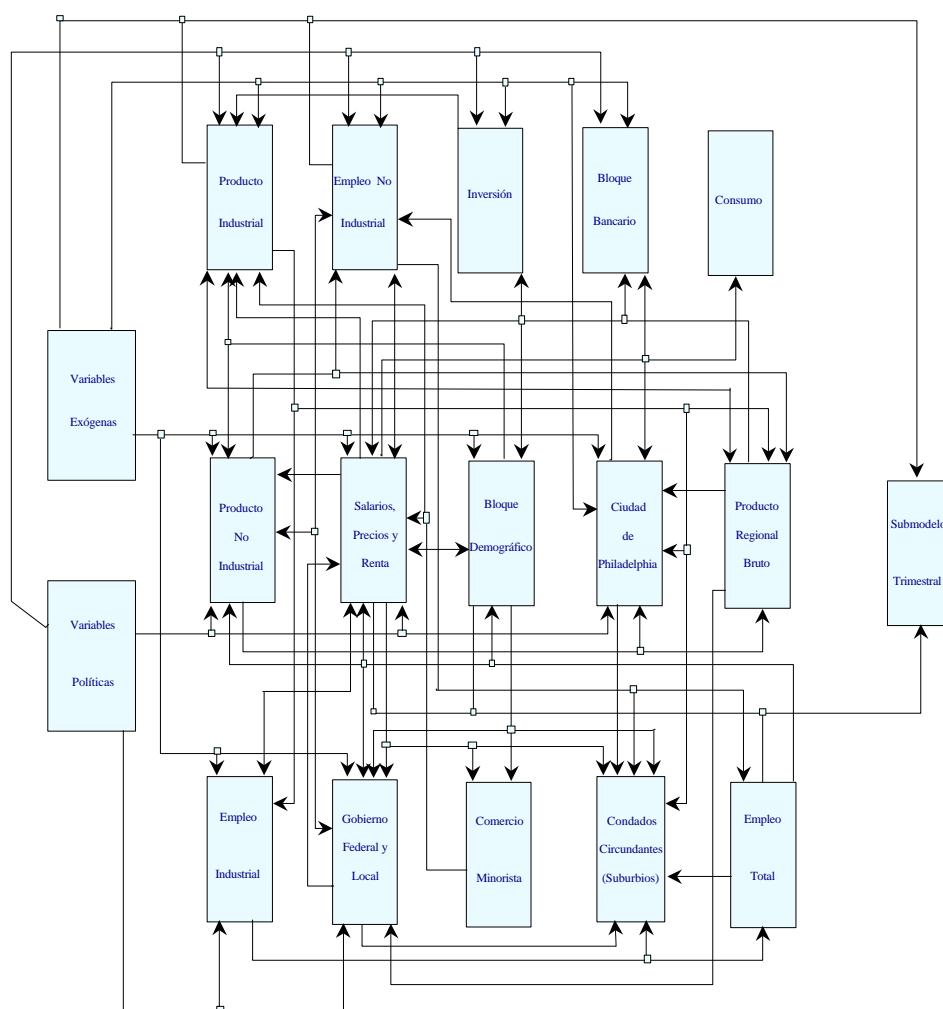 Producto
Industrial
Empleo No
Industrial
Inversión
Bloque
Bancario
Consumo
Variables
Exógenas
Producto
No
Industrial
Salarios,
Precios y
Renta
Bloque
Demográfico
Ciudad
de
Philadelphia
Producto
Regional
Bruto
Submodelo
Trimestral
Variables
Políticas
Empleo
Industrial
Gobierno
Federal y
Local
Comercio
Minorista
Condados
Circundantes
(Suburbios)
Empleo
Total